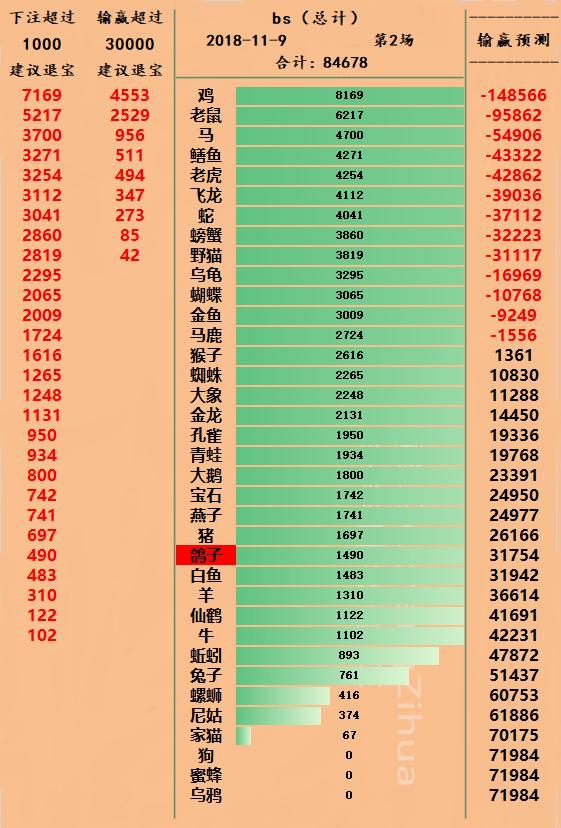 下注超过 输赢超过 bs（总计） ----------
1000 30000 2018-11-9 第2场 输赢预测
建议退宝 建议退宝 合计：84678 ----------
7169 4553 鸡 8169 -148566
5217 2529 老鼠 6217 -95862
3700 956 马 4700 -54906
3271 511 鳝鱼 4271 -43322
3254 494 老虎 4254 -42862
3112 347 飞龙 4112 -39036
3041 273 蛇 4041 -37112
2860 85 螃蟹 3860 -32223
2819 42 野猫 3819 -31117
2295 乌龟 3295 -16969
2065 蝴蝶 3065 -10768
2009 金鱼 3009 -9249
1724 马鹿 2724 -1556
1616 猴子 2616 1361
1265 蜘蛛 2265 10830
1248 大象 2248 11288
1131 金龙 2131 14450
950 孔雀 1950 19336
934 青蛙 1934 19768
800 大鹅 1800 23391
742 宝石 1742 24950
741 燕子 1741 24977
697 猪 1697 26166
490 鸽子 1490 31754
483 白鱼 1483 31942
310 羊 1310 36614
122 仙鹤 1122 41691
102 牛 1102 42231
蚯蚓 893 47872
兔子 761 51437
螺蛳 416 60753
尼姑 374 61886
家猫 67 70175
狗 0 71984
蜜蜂 0 71984
乌鸦 0 71984